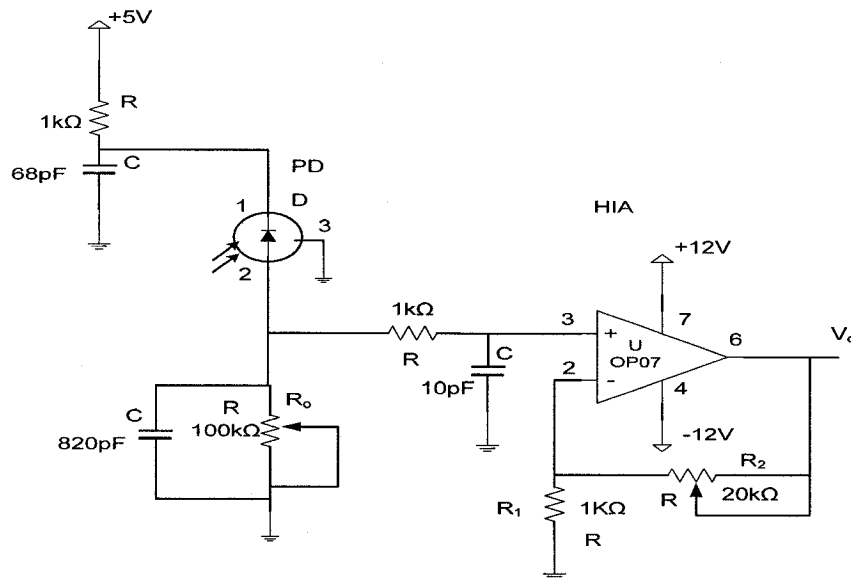 +5V
R
1kΩ
C
68pF
PD
D
1
3
2
HIA
+12V
1kΩ
R
3
+
7
U
OP07
6
V
C
10pF
2
-
4
-12V
C
820pF
R
Ro
100kΩ
R2
R
20kΩ
R1
1KΩ
R